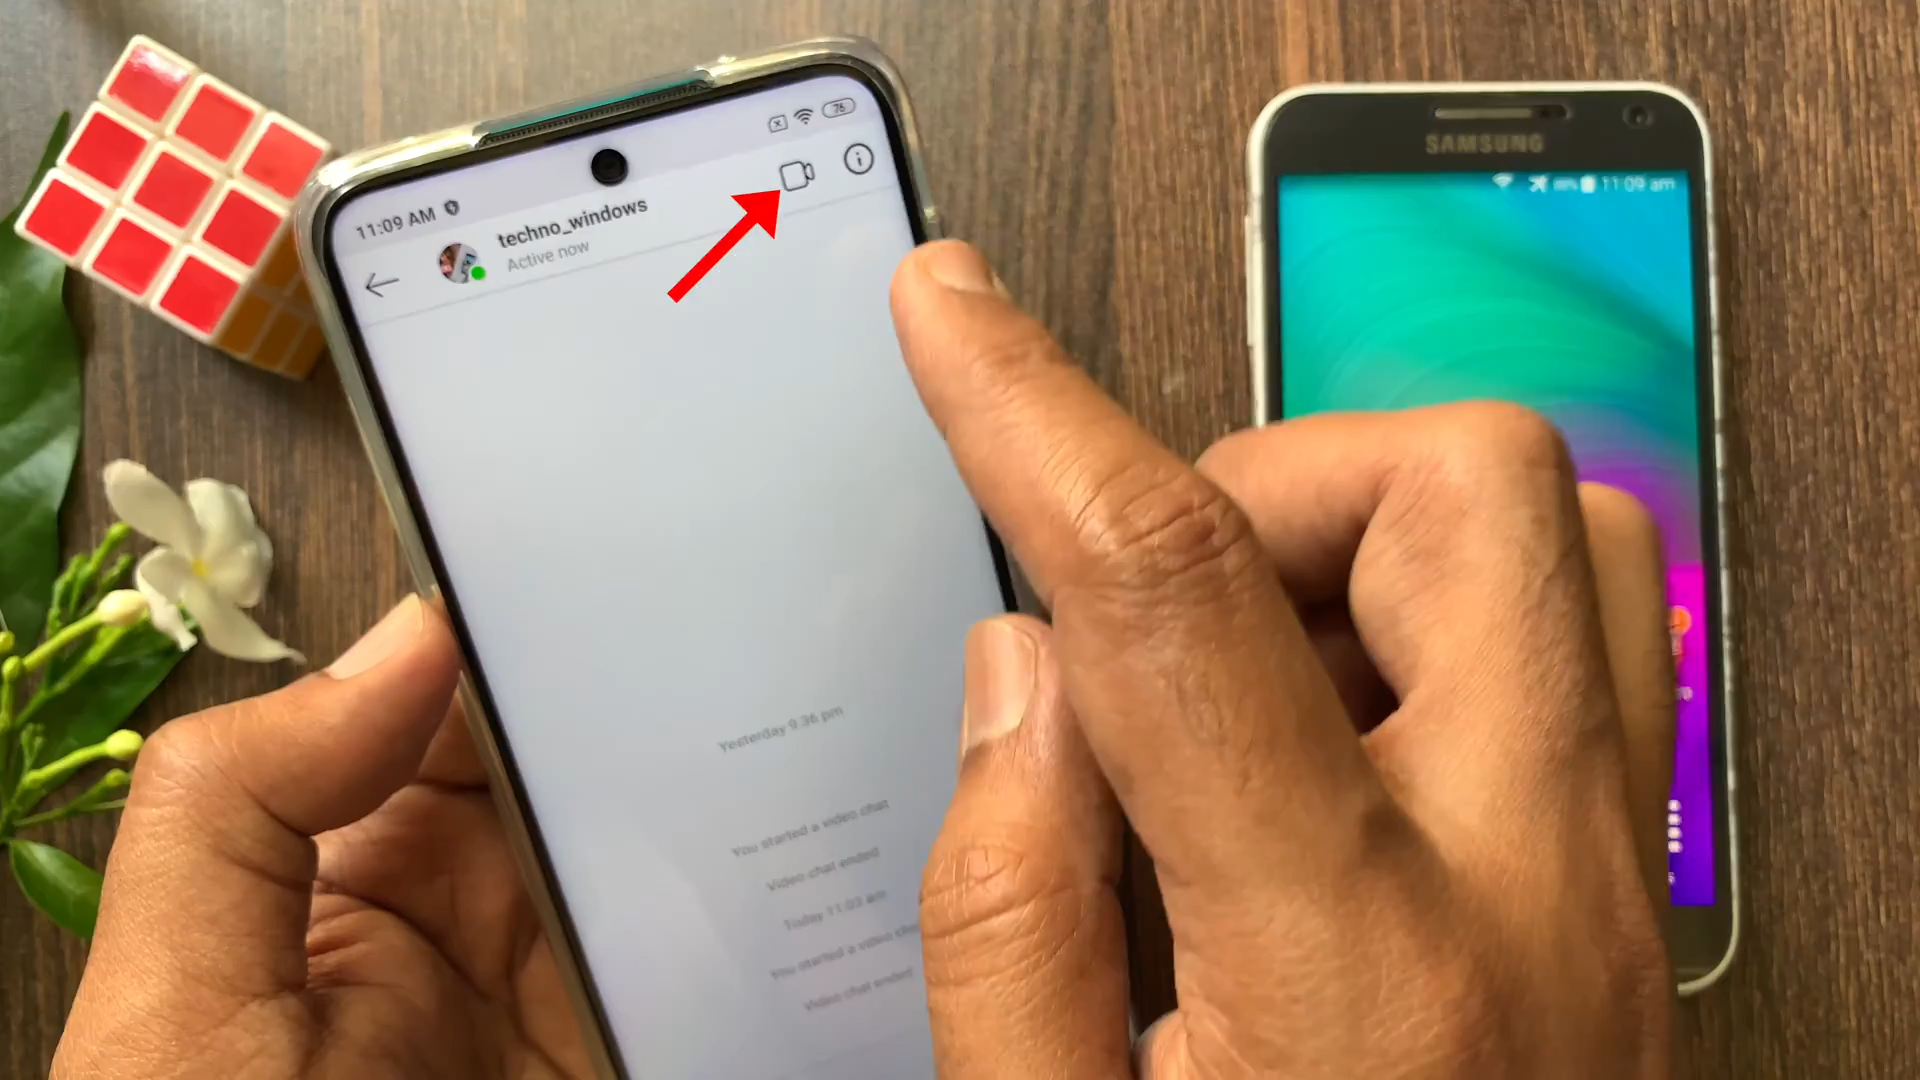 76
11:09 AM
techno_windows
Active now
Yesterday 9:36 pm
You started a video chat
Video chat ended
Today 11:03 am
You started a video
Video chat ended
SAMSUNG
11:09 am